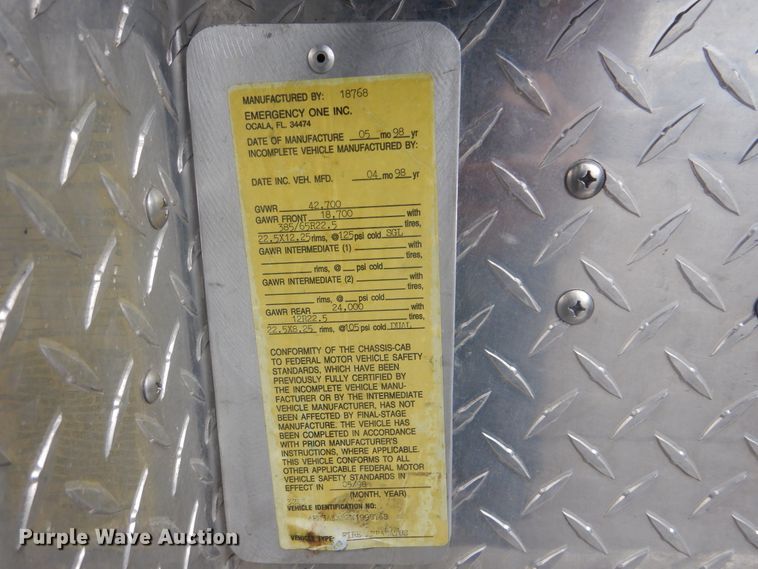 MANUFACTURED BY: 18768
EMERGENCY ONE INC.
OCALA, FL. 34474
DATE OF MANUFACTURE 05 mo 98 yr
INCOMPLETE VEHICLE MANUFACTURED BY:
DATE INC. VEH. MFD. 04 mo 98 yr
GVWR 42,700
GAWR FRONT 18,700 with
385/65R22.5 tires,
22.5X12.25 rims, @ 125 psi cold SGL
GAWR INTERMEDIATE (1) with
tires,
rims, @ psi cold
GAWR INTERMEDIATE (2) with
tires,
rims, @ psi cold
GAWR REAR 24,000 with
12R22.5 tires,
22.5X8.25 rims, @105 psi cold DUAL
CONFORMITY OF THE CHASSIS-CAB
TO FEDERAL MOTOR VEHICLE SAFETY
STANDARDS, WHICH HAVE BEEN
PREVIOUSLY FULLY CERTIFIED BY
THE INCOMPLETE VEHICLE MANU-
FACTURER OR BY THE INTERMEDIATE
VEHICLE MANUFACTURER, HAS NOT
BEEN AFFECTED BY FINAL-STAGE
MANUFACTURE. THE VEHICLE HAS
BEEN COMPLETED IN ACCORDANCE
WITH PRIOR MANUFACTURER'S
INSTRUCTIONS, WHERE APPLICABLE.
THIS VEHICLE CONFORMS TO ALL
OTHER APPLICABLE FEDERAL MOTOR
VEHICLE SAFETY STANDARDS IN
EFFECT IN 05/98
(MONTH, YEAR)
VEHICLE IDENTIFICATION NO:
VEHICLE TYPE: FIRE
Purple Wave Auction